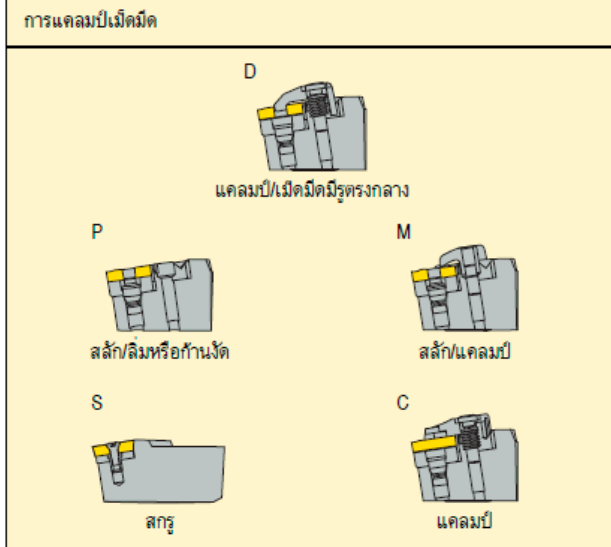 การแคลมป์เม็ดมีด
D
แคลมป์/เม็ดมีดมีรูตรงกลาง
P
M
สลัก/ลิ่มหรือก้านงัด
สลัก/แคลมป์
S
C
สกรู
แคลมป์